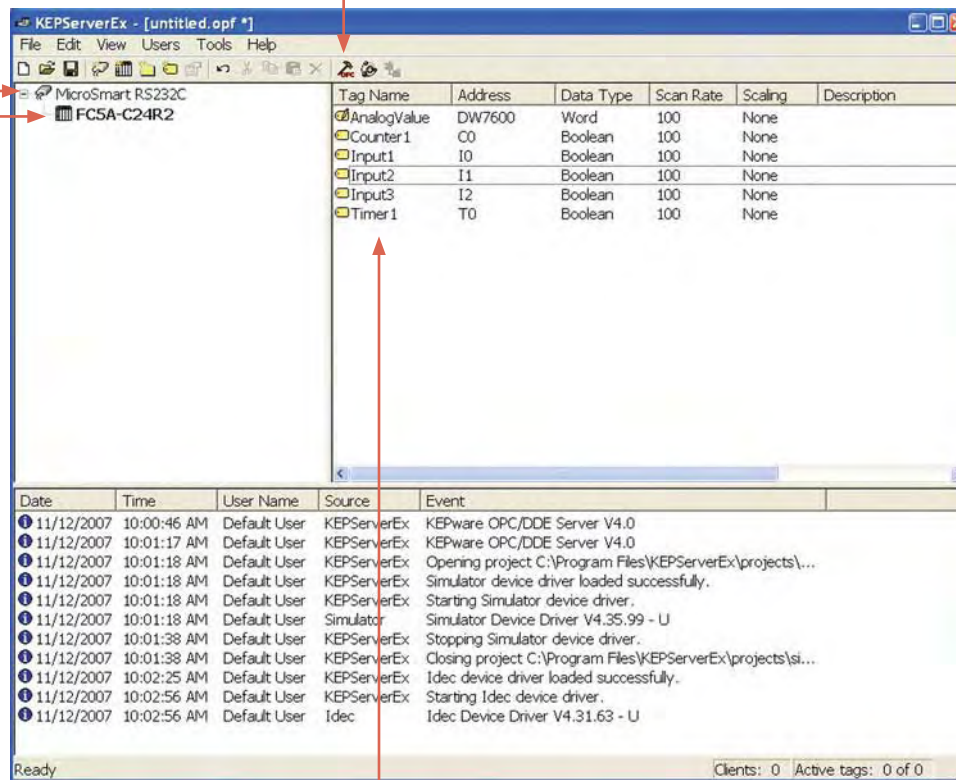 KEPServerEx - [untitled.opf *]
File Edit View Users Tools Help
MicroSmart RS232C
FC5A-C24R2
Tag Name Address Data Type Scan Rate Scaling Description
AnalogValue DW7600 Word 100 None
Counter1 C0 Boolean 100 None
Input1 I0 Boolean 100 None
Input2 I1 Boolean 100 None
Input3 I2 Boolean 100 None
Timer1 T0 Boolean 100 None
Date Time User Name Source Event
11/12/2007 10:00:46 AM Default User KEPServerEx KEPware OPC/DDE Server V4.0
11/12/2007 10:01:17 AM Default User KEPServerEx KEPware OPC/DDE Server V4.0
11/12/2007 10:01:18 AM Default User KEPServerEx Opening project C:\Program Files\KEPServerEx\projects\...
11/12/2007 10:01:18 AM Default User KEPServerEx Simulator device driver loaded successfully.
11/12/2007 10:01:18 AM Default User KEPServerEx Starting Simulator device driver.
11/12/2007 10:01:18 AM Default User Simulator Simulator Device Driver V4.35.99 - U
11/12/2007 10:01:38 AM Default User KEPServerEx Stopping Simulator device driver.
11/12/2007 10:01:38 AM Default User KEPServerEx Closing project C:\Program Files\KEPServerEx\projects\si...
11/12/2007 10:02:25 AM Default User KEPServerEx Idec device driver loaded successfully.
11/12/2007 10:02:56 AM Default User KEPServerEx Starting Idec device driver.
11/12/2007 10:02:56 AM Default User Idec Idec Device Driver V4.31.63 - U
Ready Clients: 0 Active tags: 0 of 0